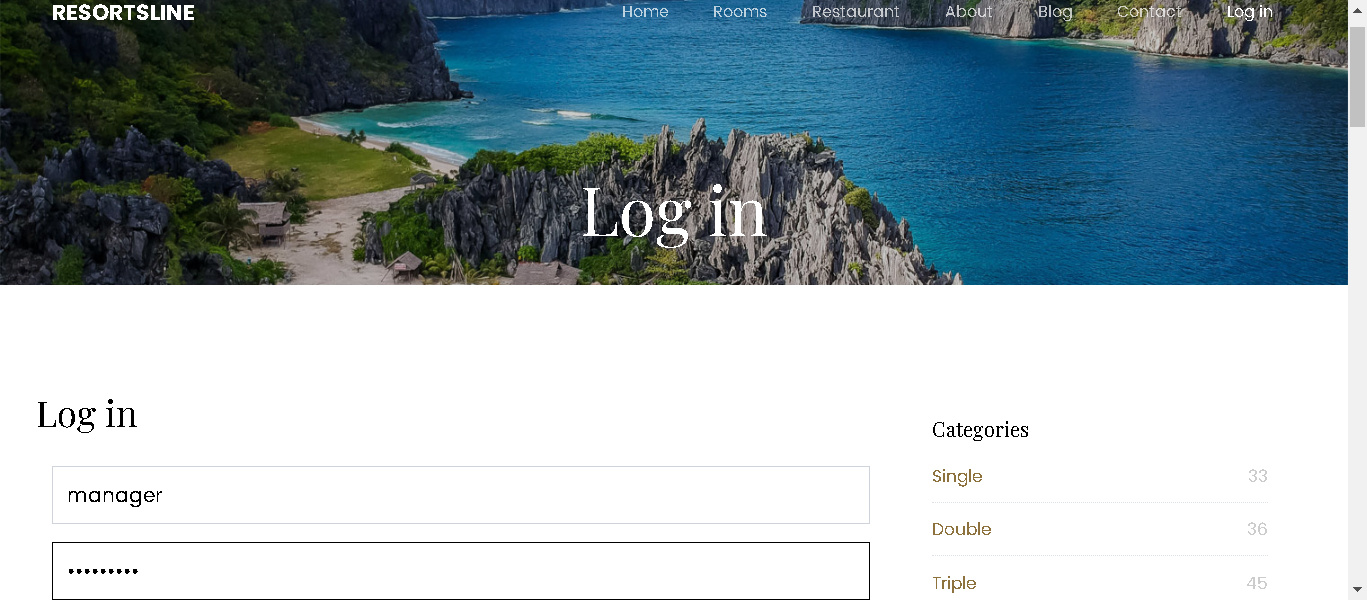 RESORTSLINE
Home Rooms Restaurant About Blog Contact Log in
Log in
Log in
manager
•••••••••
Categories
Single 33
Double 36
Triple 45